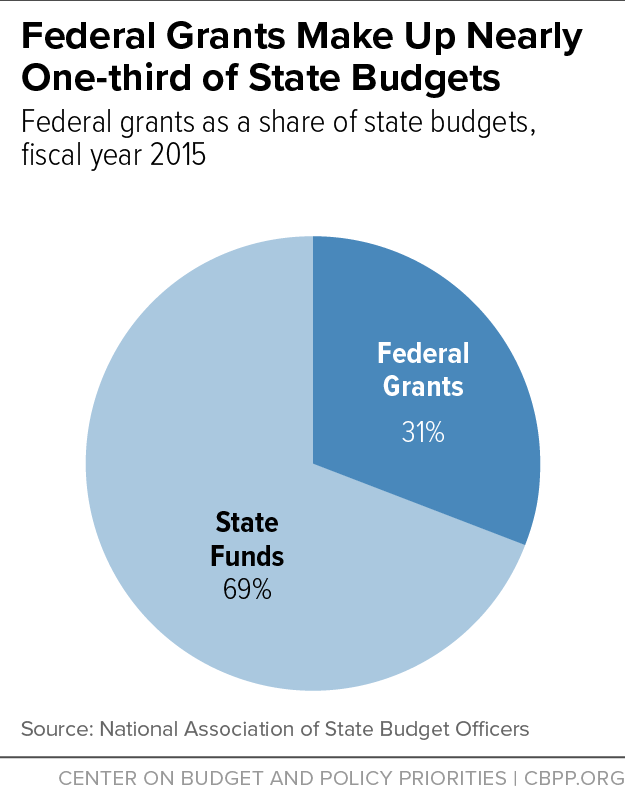 Federal Grants Make Up Nearly
One-third of State Budgets
Federal grants as a share of state budgets,
fiscal year 2015
Federal
Grants
31%
State
Funds
69%
Source: National Association of State Budget Officers
CENTER ON BUDGET AND POLICY PRIORITIES | CBPP.ORG